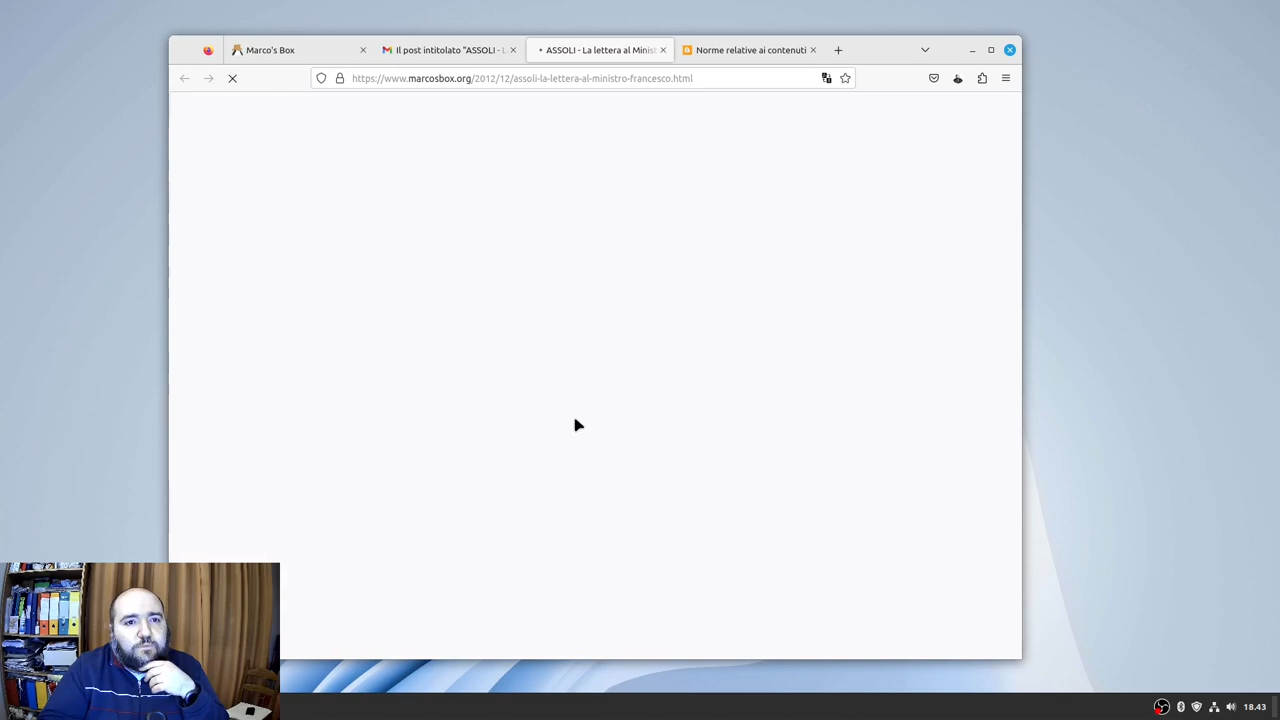 Marco's Box
Il post intitolato "ASSOLI - L
ASSOLI - La lettera al Minist
Norme relative ai contenuti
https://www.marcosbox.org/2012/12/assoli-la-lettera-al-ministro-francesco.html
18.43